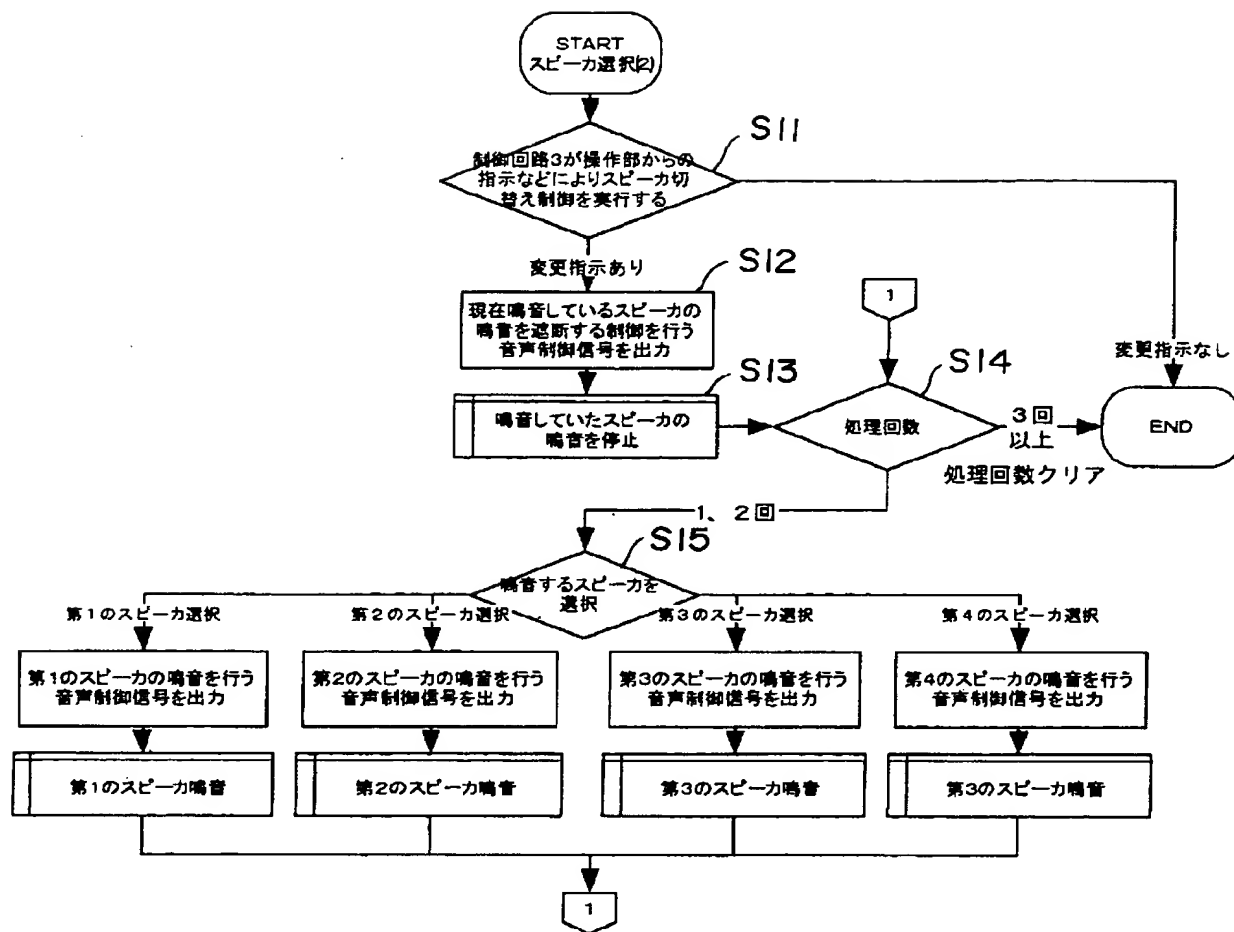 START
スピーカ選択(2)
S11
制御回路3が操作部からの
指示などによりスピーカ切
替え制御を実行する
変更指示あり
S12
現在鳴音しているスピーカの
鳴音を遮断する制御を行う
音声制御信号を出力
1
変更指示なし
S13
鳴音していたスピーカの
鳴音を停止
S14
処理回数
3回
以上
END
処理回数クリア
1、2回
S15
鳴音するスピーカを
選択
第1のスピーカ選択
第2のスピーカ選択
第3のスピーカ選択
第4のスピーカ選択
第1のスピーカの鳴音を行う
音声制御信号を出力
第2のスピーカの鳴音を行う
音声制御信号を出力
第3のスピーカの鳴音を行う
音声制御信号を出力
第4のスピーカの鳴音を行う
音声制御信号を出力
第1のスピーカ鳴音
第2のスピーカ鳴音
第3のスピーカ鳴音
第3のスピーカ鳴音
1